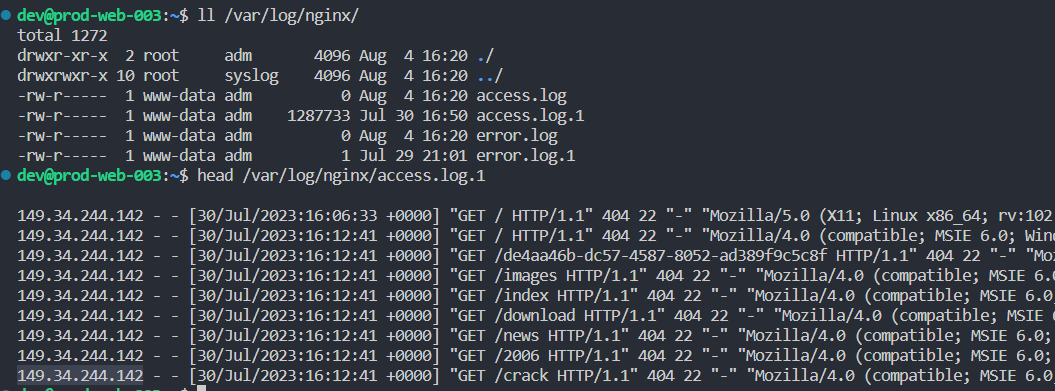 dev@prod-web-003:~$ ll /var/log/nginx/
total 1272
drwxr-xr-x  2 root     adm       4096 Aug  4 16:20 ./
drwxrwxr-x 10 root     syslog    4096 Aug  4 16:20 ../
-rw-r-----  1 www-data adm          0 Aug  4 16:20 access.log
-rw-r-----  1 www-data adm    1287733 Jul 30 16:50 access.log.1
-rw-r-----  1 www-data adm          0 Aug  4 16:20 error.log
-rw-r-----  1 www-data adm          1 Jul 29 21:01 error.log.1
dev@prod-web-003:~$ head /var/log/nginx/access.log.1
149.34.244.142 - - [30/Jul/2023:16:06:33 +0000] "GET / HTTP/1.1" 404 22 "-" "Mozilla/5.0 (X11; Linux x86_64; rv:102
149.34.244.142 - - [30/Jul/2023:16:12:41 +0000] "GET / HTTP/1.1" 404 22 "-" "Mozilla/4.0 (compatible; MSIE 6.0; Win
149.34.244.142 - - [30/Jul/2023:16:12:41 +0000] "GET /de4aa46b-dc57-4587-8052-ad389f9c5c8f HTTP/1.1" 404 22 "-" "Mo
149.34.244.142 - - [30/Jul/2023:16:12:41 +0000] "GET /images HTTP/1.1" 404 22 "-" "Mozilla/4.0 (compatible; MSIE 6.
149.34.244.142 - - [30/Jul/2023:16:12:41 +0000] "GET /index HTTP/1.1" 404 22 "-" "Mozilla/4.0 (compatible; MSIE 6.0
149.34.244.142 - - [30/Jul/2023:16:12:41 +0000] "GET /download HTTP/1.1" 404 22 "-" "Mozilla/4.0 (compatible; MSIE
149.34.244.142 - - [30/Jul/2023:16:12:41 +0000] "GET /news HTTP/1.1" 404 22 "-" "Mozilla/4.0 (compatible; MSIE 6.0;
149.34.244.142 - - [30/Jul/2023:16:12:41 +0000] "GET /2006 HTTP/1.1" 404 22 "-" "Mozilla/4.0 (compatible; MSIE 6.0;
149.34.244.142 - - [30/Jul/2023:16:12:41 +0000] "GET /crack HTTP/1.1" 404 22 "-" "Mozilla/4.0 (compatible; MSIE 6.0